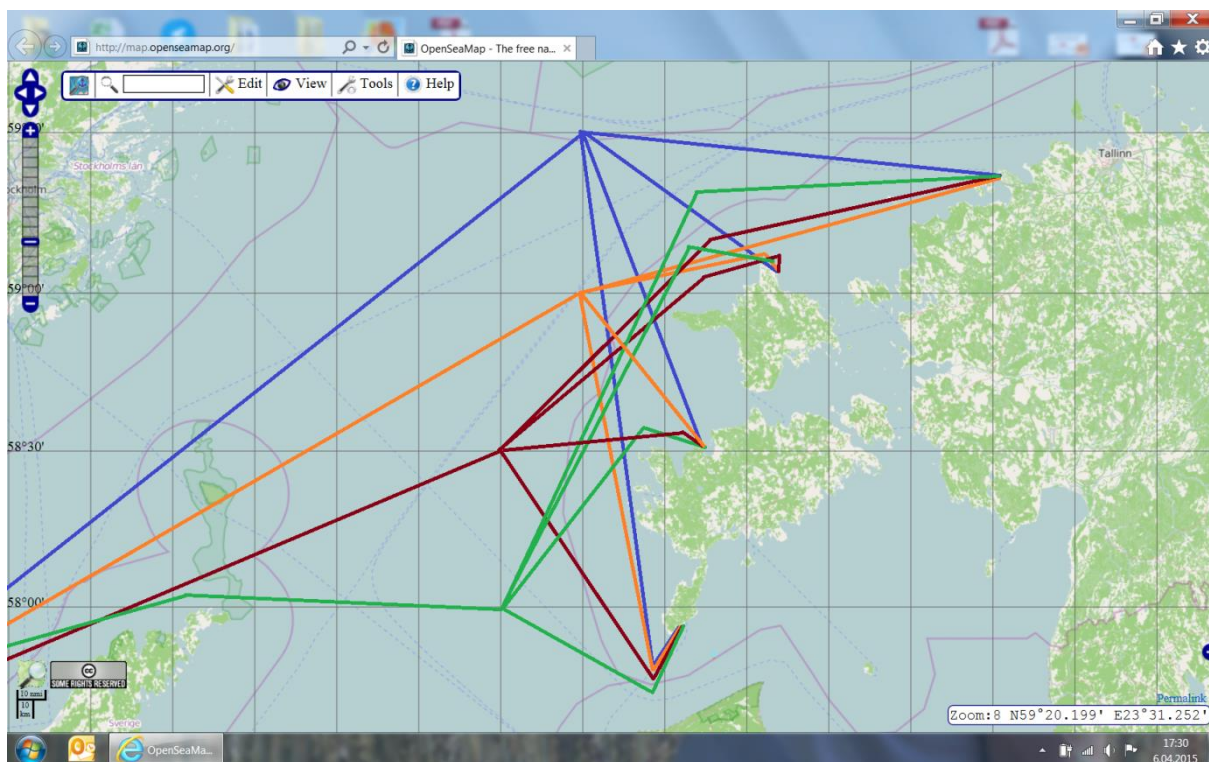 http://map.openseamap.org/
OpenSeaMap - The free na...
Edit
View
Tools
Help
Stockholms län
Tallinn
59°00'
58°30'
58°00'
SOME RIGHTS RESERVED
10 nmi
10 km
Sverige
Permalink
Zoom:8 N59°20.199' E23°31.252'
OpenSeaMa...
17:30
6.04.2015